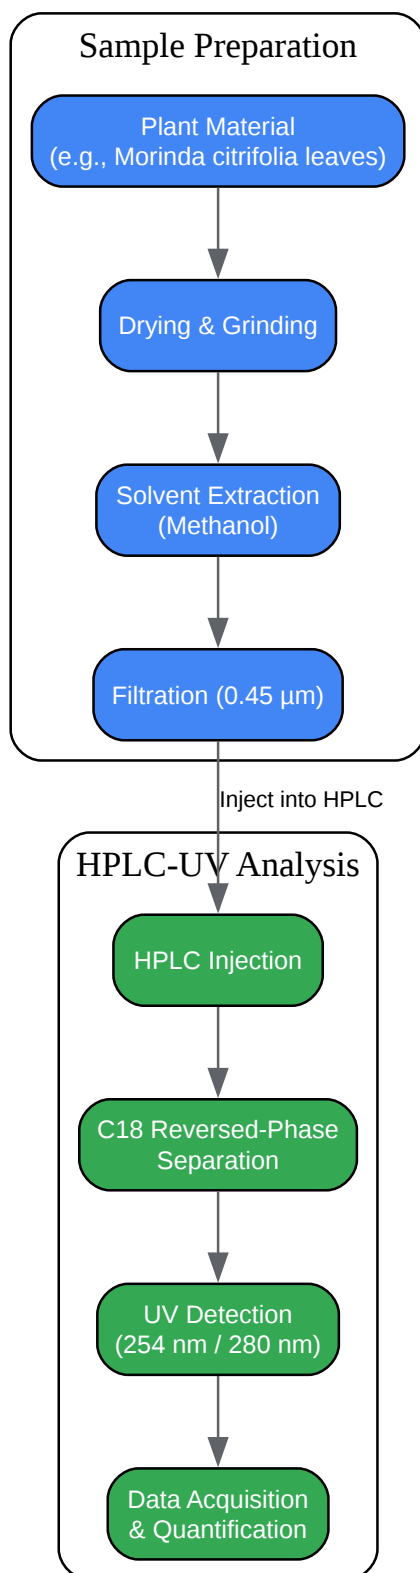 Sample Preparation
Plant Material
(e.g., Morinda citrifolia leaves)
Drying & Grinding
Solvent Extraction
(Methanol)
Filtration (0.45 µm)
Inject into HPLC
HPLC-UV Analysis
HPLC Injection
C18 Reversed-Phase
Separation
UV Detection
(254 nm / 280 nm)
Data Acquisition
& Quantification